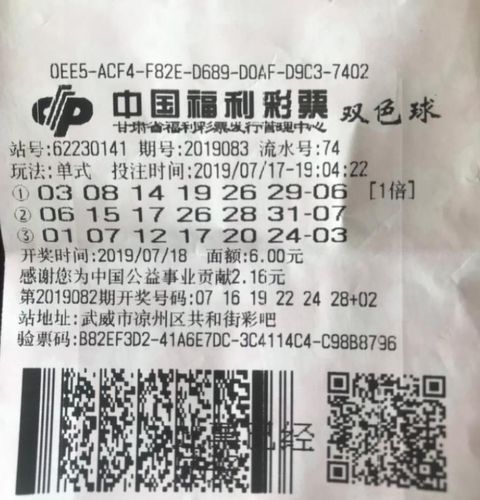 0EE5-ACF4-F82E-D689-D0AF-D9C3-7402
中国福利彩票 双色球
甘肃省福利彩票发行管理中心
站号:62230141 期号:2019083 流水号:74
玩法:单式 投注时间:2019/07/17-19:04:22
① 03 08 14 19 26 29-06 [1倍]
② 06 15 17 26 28 31-07
③ 01 07 12 17 20 24-03
开奖时间:2019/07/18 面额:6.00元
感谢您为中国公益事业贡献2.16元
第2019082期开奖号码:07 16 19 22 24 28+02
站地址:武威市凉州区共和街彩吧
验票码:B82EF3D2-41A6E7DC-3C4114C4-C98B8796